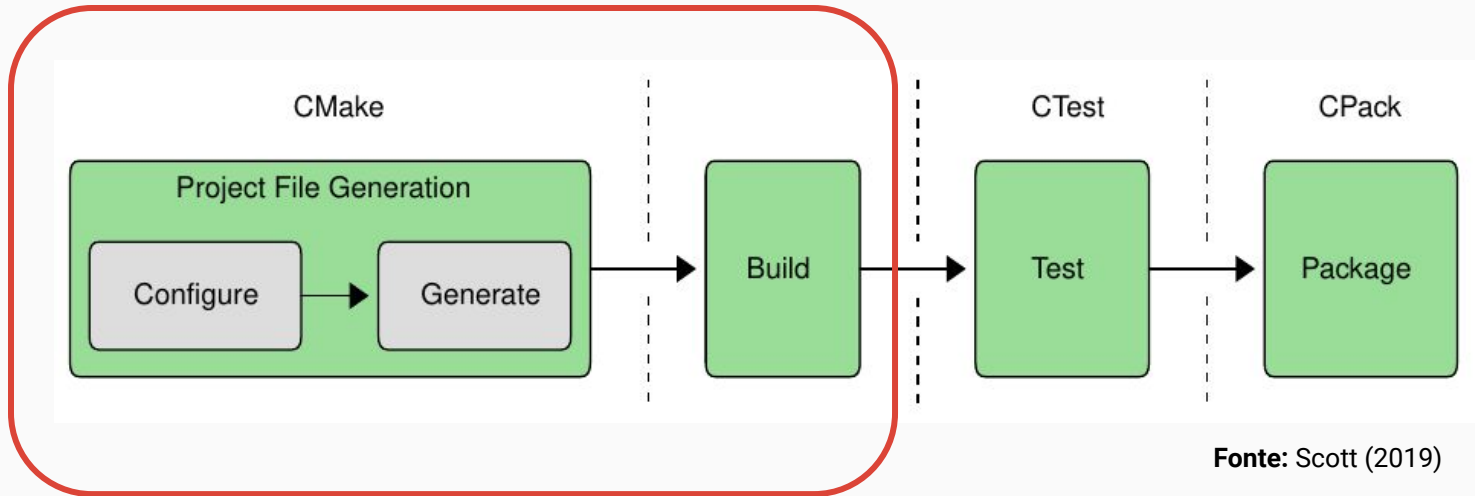 CMake
CTest
CPack
Project File Generation
Configure
Generate
Build
Test
Package
Fonte: Scott (2019)